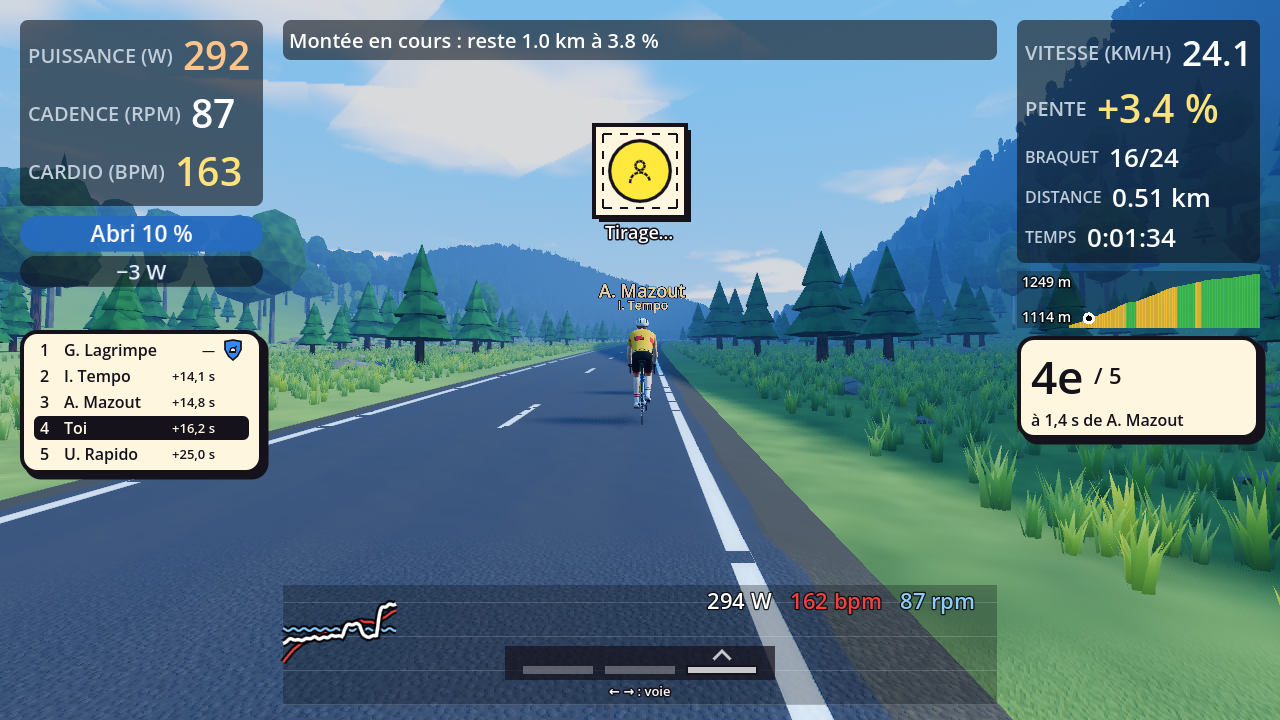 PUISSANCE (W) 292
CADENCE (RPM) 87
CARDIO (BPM) 163
Abri 10 %
−3 W
1 G. Lagrimpe —
2 I. Tempo +14,1 s
3 A. Mazout +14,8 s
4 Toi +16,2 s
5 U. Rapido +25,0 s
Montée en cours : reste 1.0 km à 3.8 %
Tirage...
A. Mazout
I. Tempo
VITESSE (KM/H) 24.1
PENTE +3.4 %
BRAQUET 16/24
DISTANCE 0.51 km
TEMPS 0:01:34
1249 m
1114 m
4e / 5
à 1,4 s de A. Mazout
294 W 162 bpm 87 rpm
← → : voie